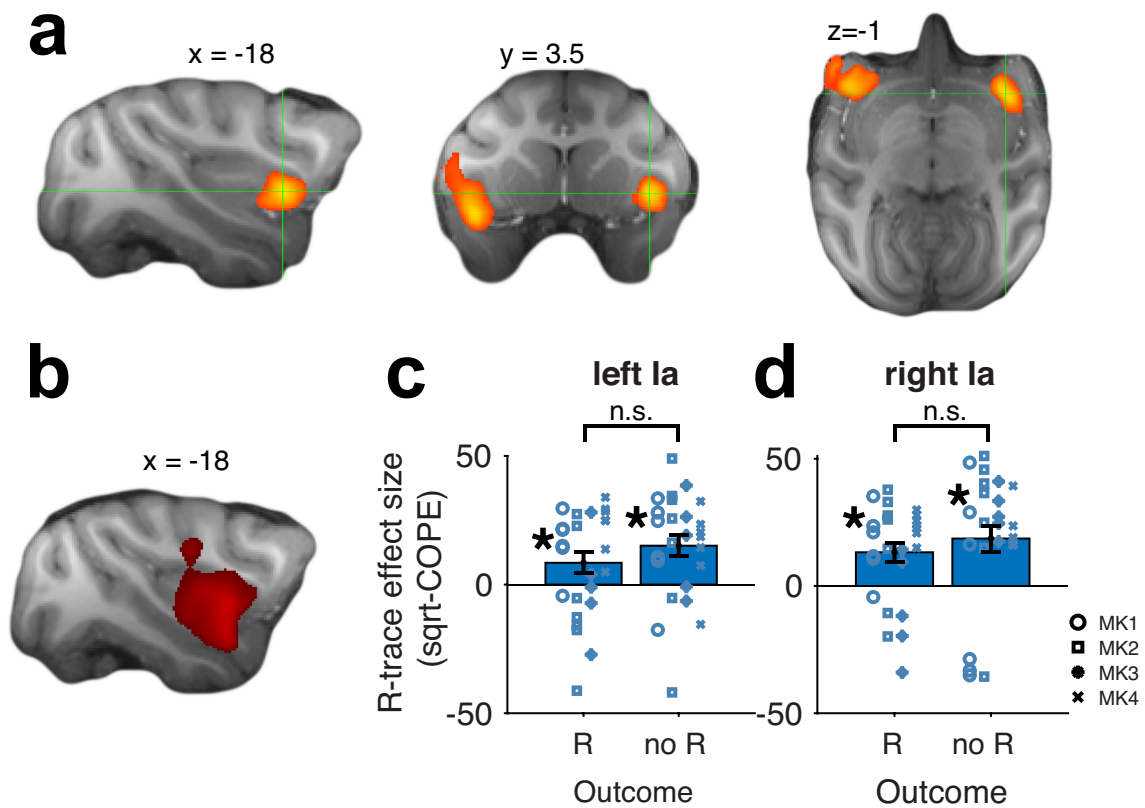 a
x = -18
y = 3.5
z=-1
b
x = -18
c
left Ia
n.s.
R-trace effect size
(sqrt-COPE)
50
0
-50
*
*
R
no R
Outcome
d
right Ia
n.s.
50
0
-50
*
*
R
no R
Outcome
MK1
MK2
MK3
MK4